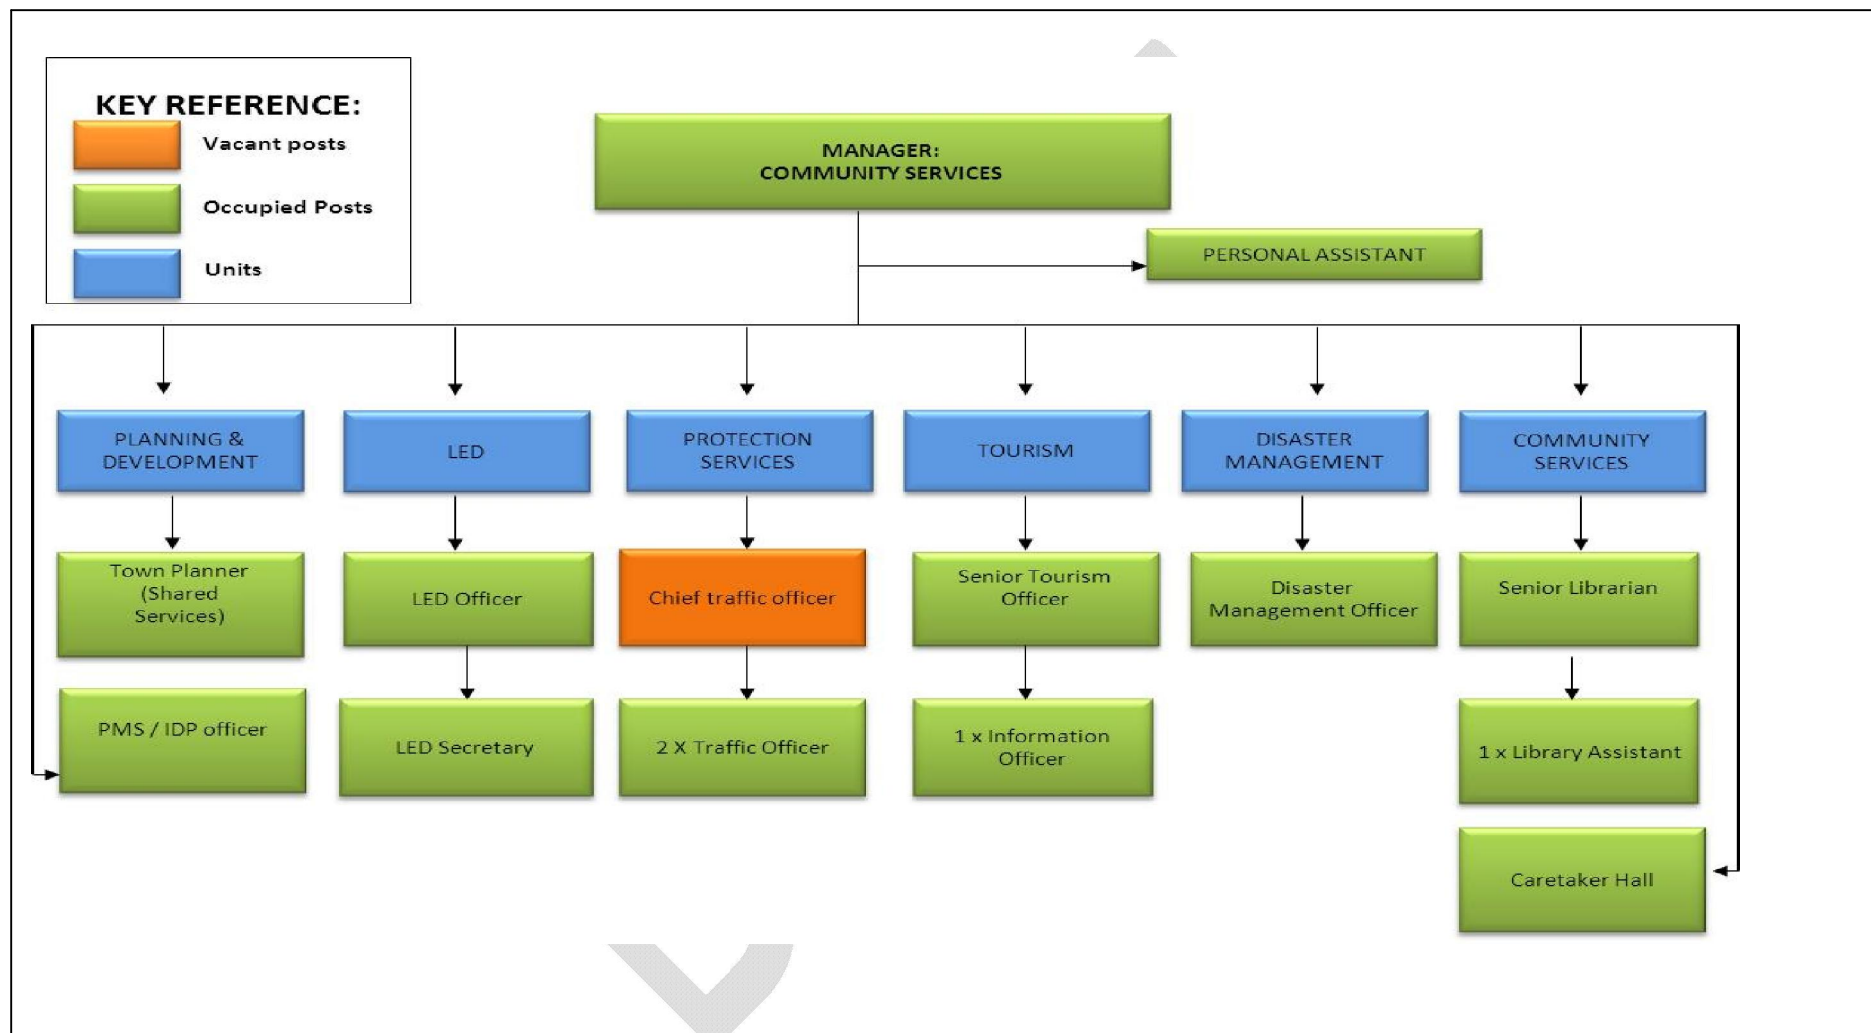 KEY REFERENCE:
Vacant posts
Occupied Posts
Units
MANAGER:
COMMUNITY SERVICES
PERSONAL ASSISTANT
PLANNING &
DEVELOPMENT
LED
PROTECTION
SERVICES
TOURISM
DISASTER
MANAGEMENT
COMMUNITY
SERVICES
Town Planner
(Shared
Services)
LED Officer
Chief traffic officer
Senior Tourism
Officer
Disaster
Management Officer
Senior Librarian
PMS / IDP officer
LED Secretary
2 X Traffic Officer
1 x Information
Officer
1 x Library Assistant
Caretaker Hall